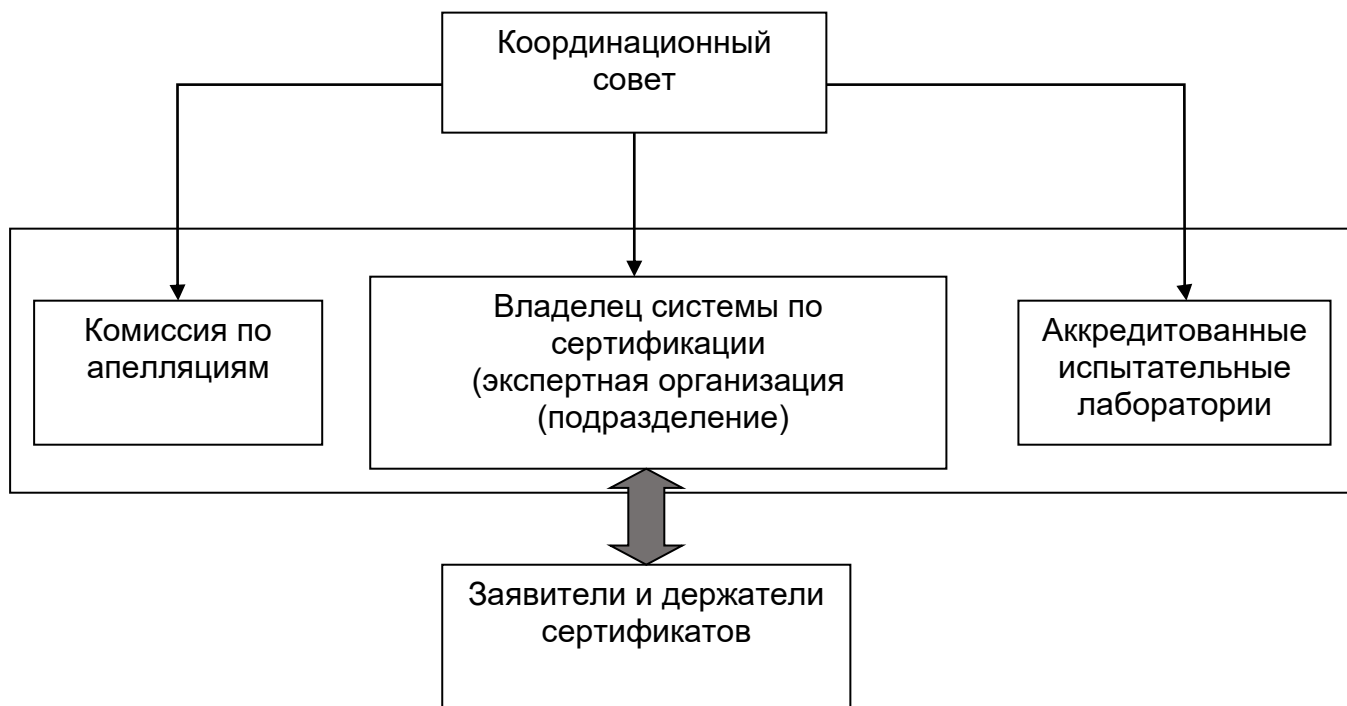 Координационный
совет
Комиссия по
апелляциям
Владелец системы по
сертификации
(экспертная организация
(подразделение)
Аккредитованные
испытательные
лаборатории
Заявители и держатели
сертификатов